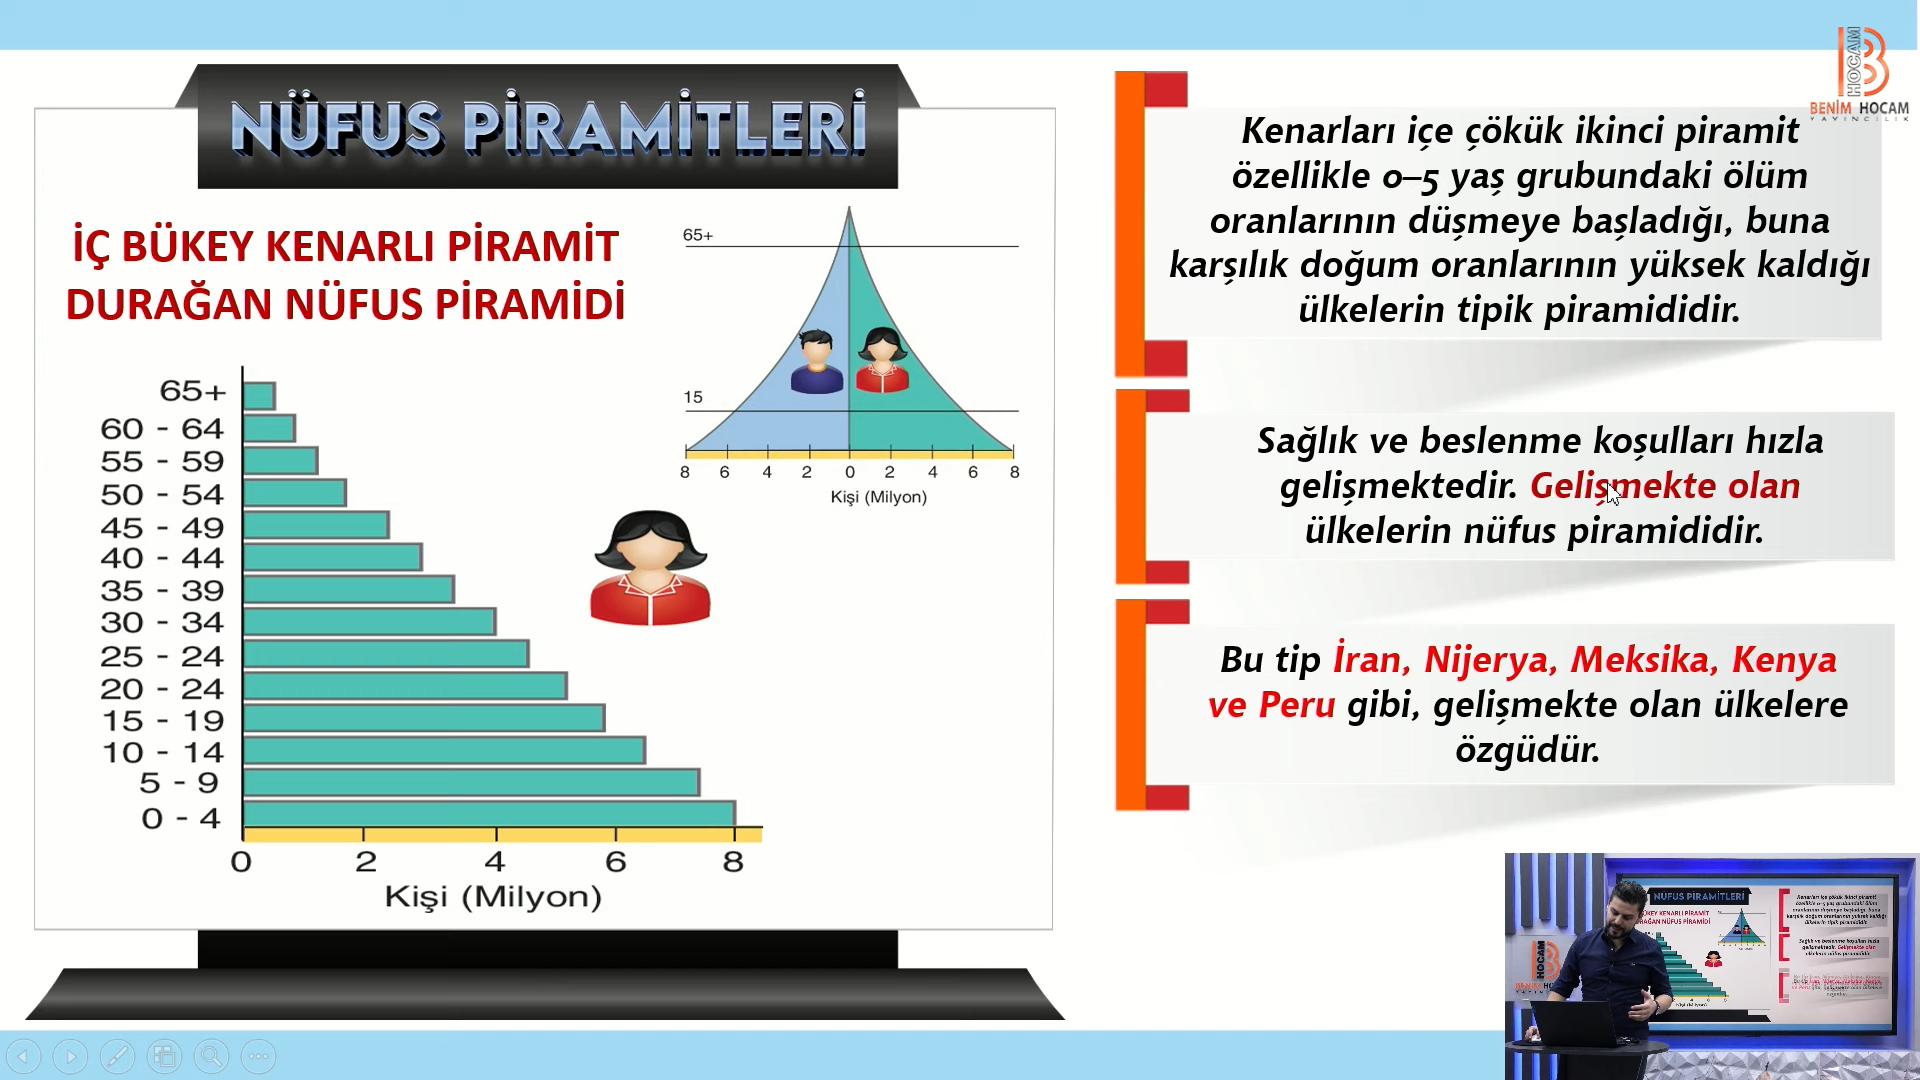 NÜFUS PİRAMİTLERİ
İÇ BÜKEY KENARLI PİRAMİT
DURAĞAN NÜFUS PİRAMİDİ
65+
15
8 6 4 2 0 2 4 6 8
Kişi (Milyon)
65+
60 - 64
55 - 59
50 - 54
45 - 49
40 - 44
35 - 39
30 - 34
25 - 24
20 - 24
15 - 19
10 - 14
5 - 9
0 - 4
0 2 4 6 8
Kişi (Milyon)
B HOCAM
BENİM HOCAM
YAYINCILIK
Kenarları içe çökük ikinci piramit
özellikle 0–5 yaş grubundaki ölüm
oranlarının düşmeye başladığı, buna
karşılık doğum oranlarının yüksek kaldığı
ülkelerin tipik piramididir.
Sağlık ve beslenme koşulları hızla
gelişmektedir. Gelişmekte olan
ülkelerin nüfus piramididir.
Bu tip İran, Nijerya, Meksika, Kenya
ve Peru gibi, gelişmekte olan ülkelere
özgüdür.